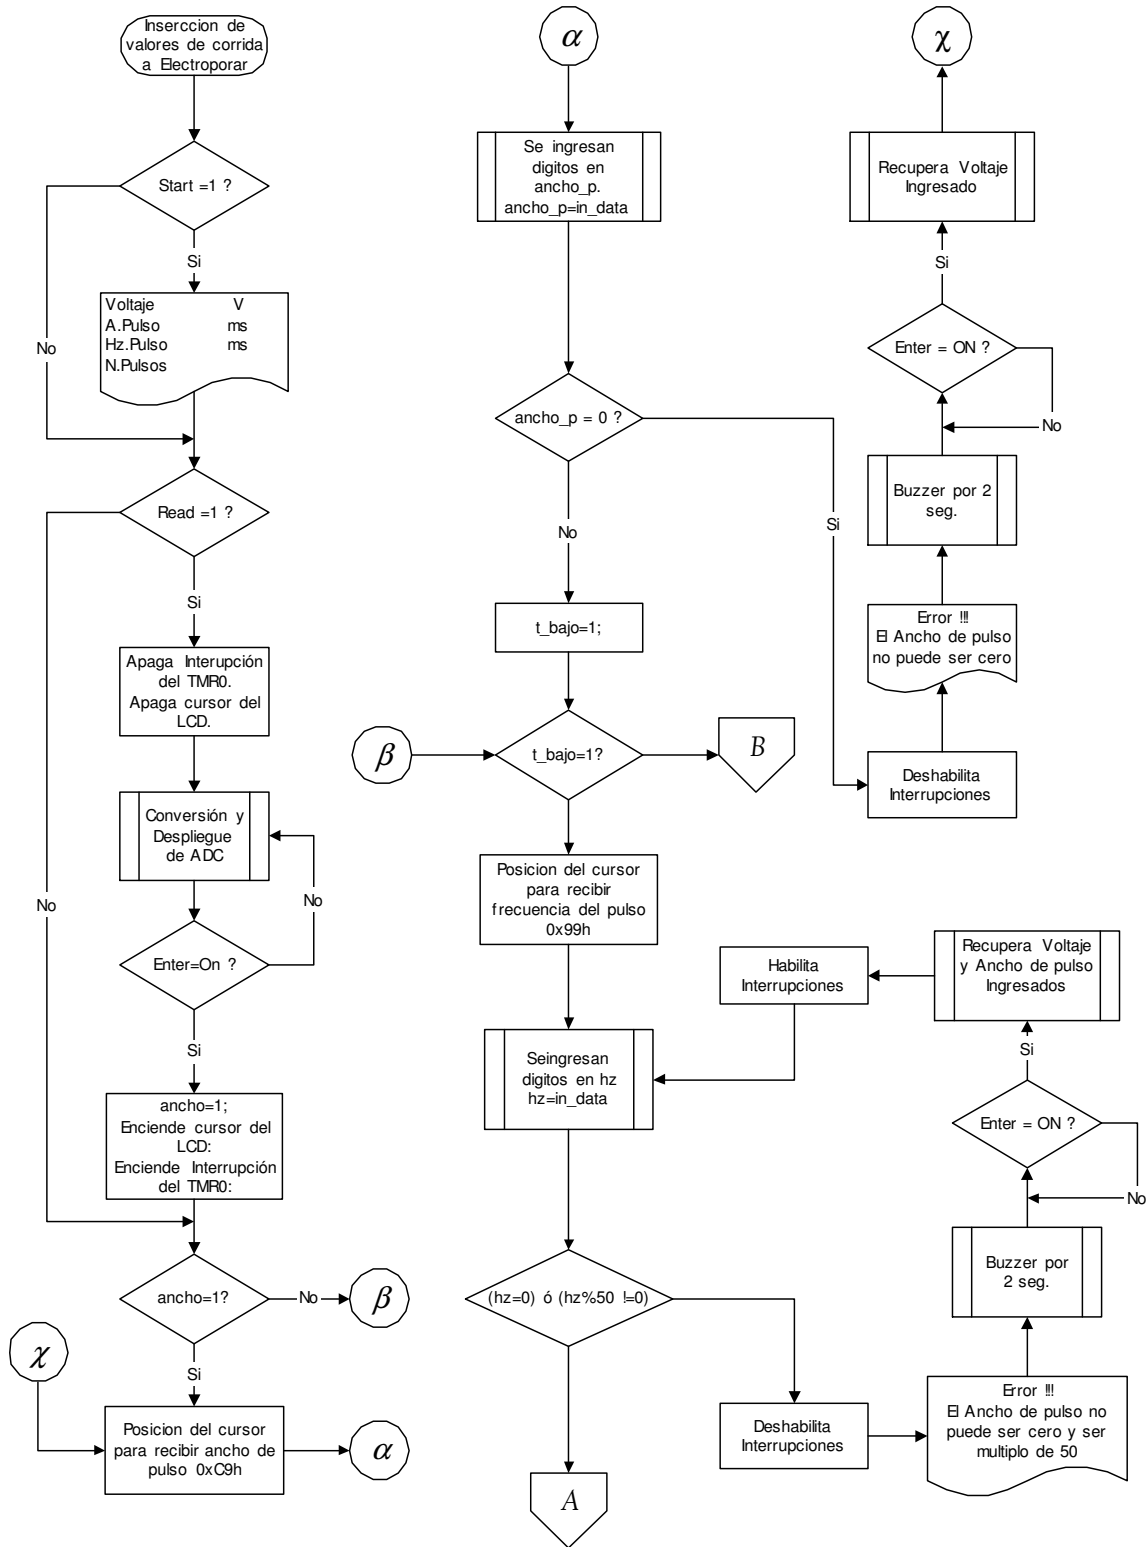 Inserccion de
valores de corrida
a Electroporar
Start =1 ?
Si
No
Voltaje V
A.Pulso ms
Hz.Pulso ms
N.Pulsos
Read =1 ?
Si
No
Apaga Interupción
del TMR0.
Apaga cursor del
LCD.
Conversión y
Despliegue
de ADC
No
Enter=On ?
Si
ancho=1;
Enciende cursor del
LCD:
Enciende Interrupción
del TMR0:
ancho=1?
No
β
Si
χ
Posicion del cursor
para recibir ancho de
pulso 0xC9h
α
α
Se ingresan
digitos en
ancho_p.
ancho_p=in_data
ancho_p = 0 ?
No
Si
t_bajo=1;
β
t_bajo=1?
B
Posicion del cursor
para recibir
frecuencia del pulso
0x99h
Seingresan
digitos en hz
hz=in_data
(hz=0) ó (hz%50 !=0)
A
χ
Recupera Voltaje
Ingresado
Si
Enter = ON ?
No
Buzzer por 2
seg.
Error !!!
El Ancho de pulso
no puede ser cero
Deshabilita
Interrupciones
Habilita
Interrupciones
Recupera Voltaje
y Ancho de pulso
Ingresados
Si
Enter = ON ?
No
Buzzer por
2 seg.
Error !!!
El Ancho de pulso no
puede ser cero y ser
multiplo de 50
Deshabilita
Interrupciones